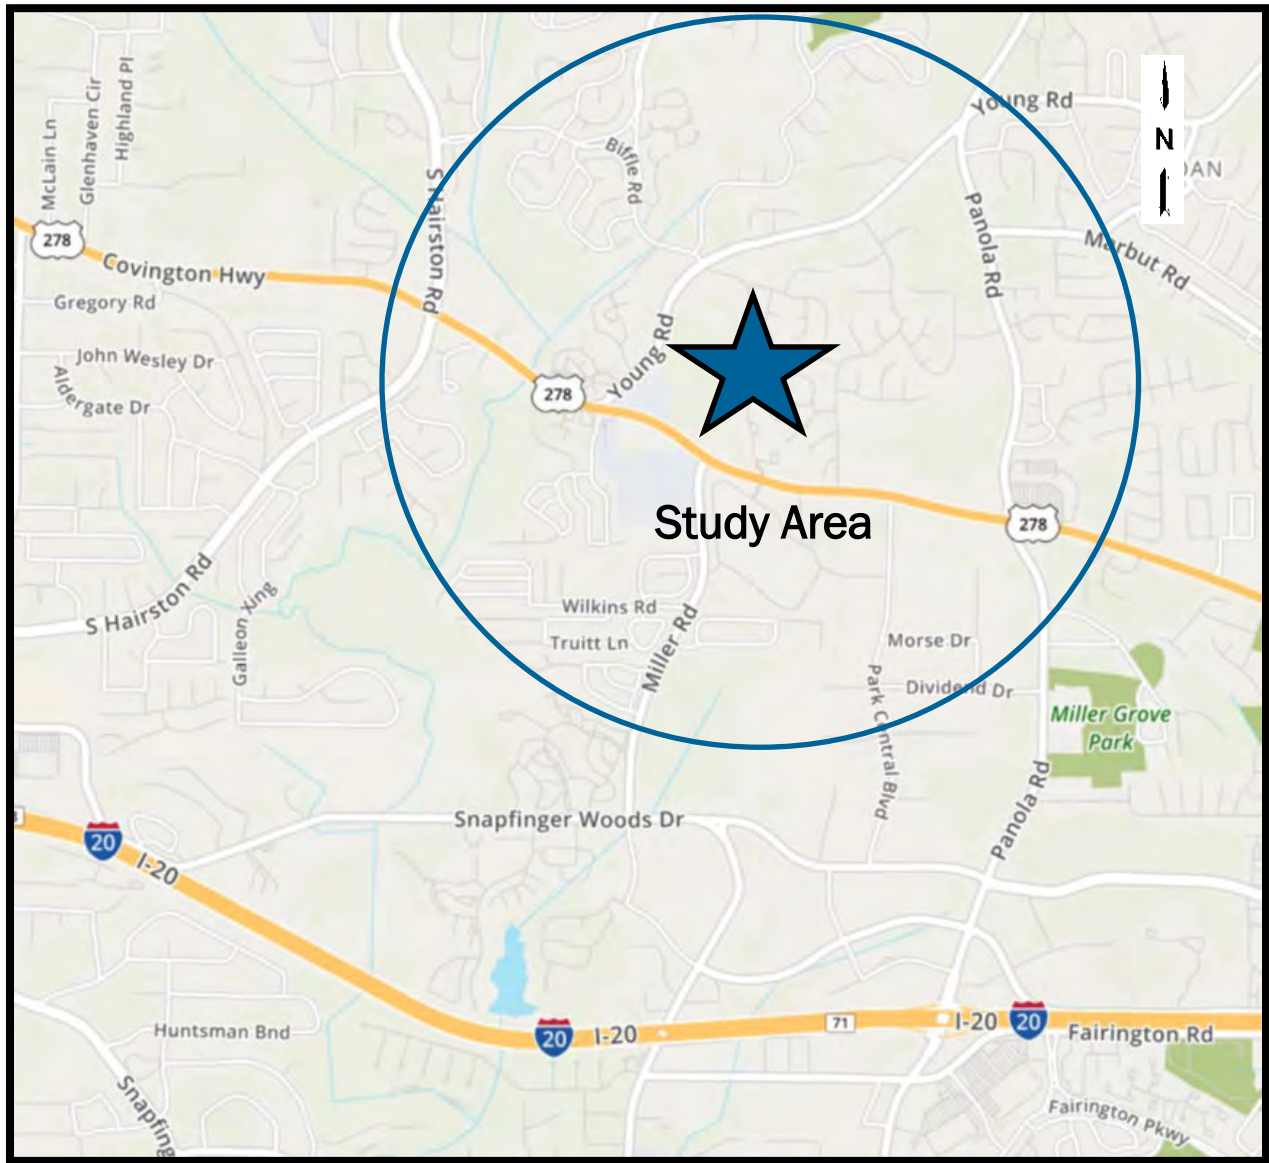 Young Rd
N
DAN
McLain Ln
Glenhaven Cir
Highland Pl
Biffle Rd
S Hairston Rd
Panola Rd
Marbut Rd
278
Covington Hwy
Gregory Rd
John Wesley Dr
Aldergate Dr
Young Rd
278
278
Study Area
S Hairston Rd
Galleon Xing
Wilkins Rd
Truitt Ln
Miller Rd
Morse Dr
Dividend Dr
Park Central Blvd
Miller Grove
Park
Panola Rd
Snapfinger Woods Dr
20
I-20
20
I-20
71
I-20
20
Fairington Rd
Huntsman Bnd
Snapfing
Fairington Pkwy